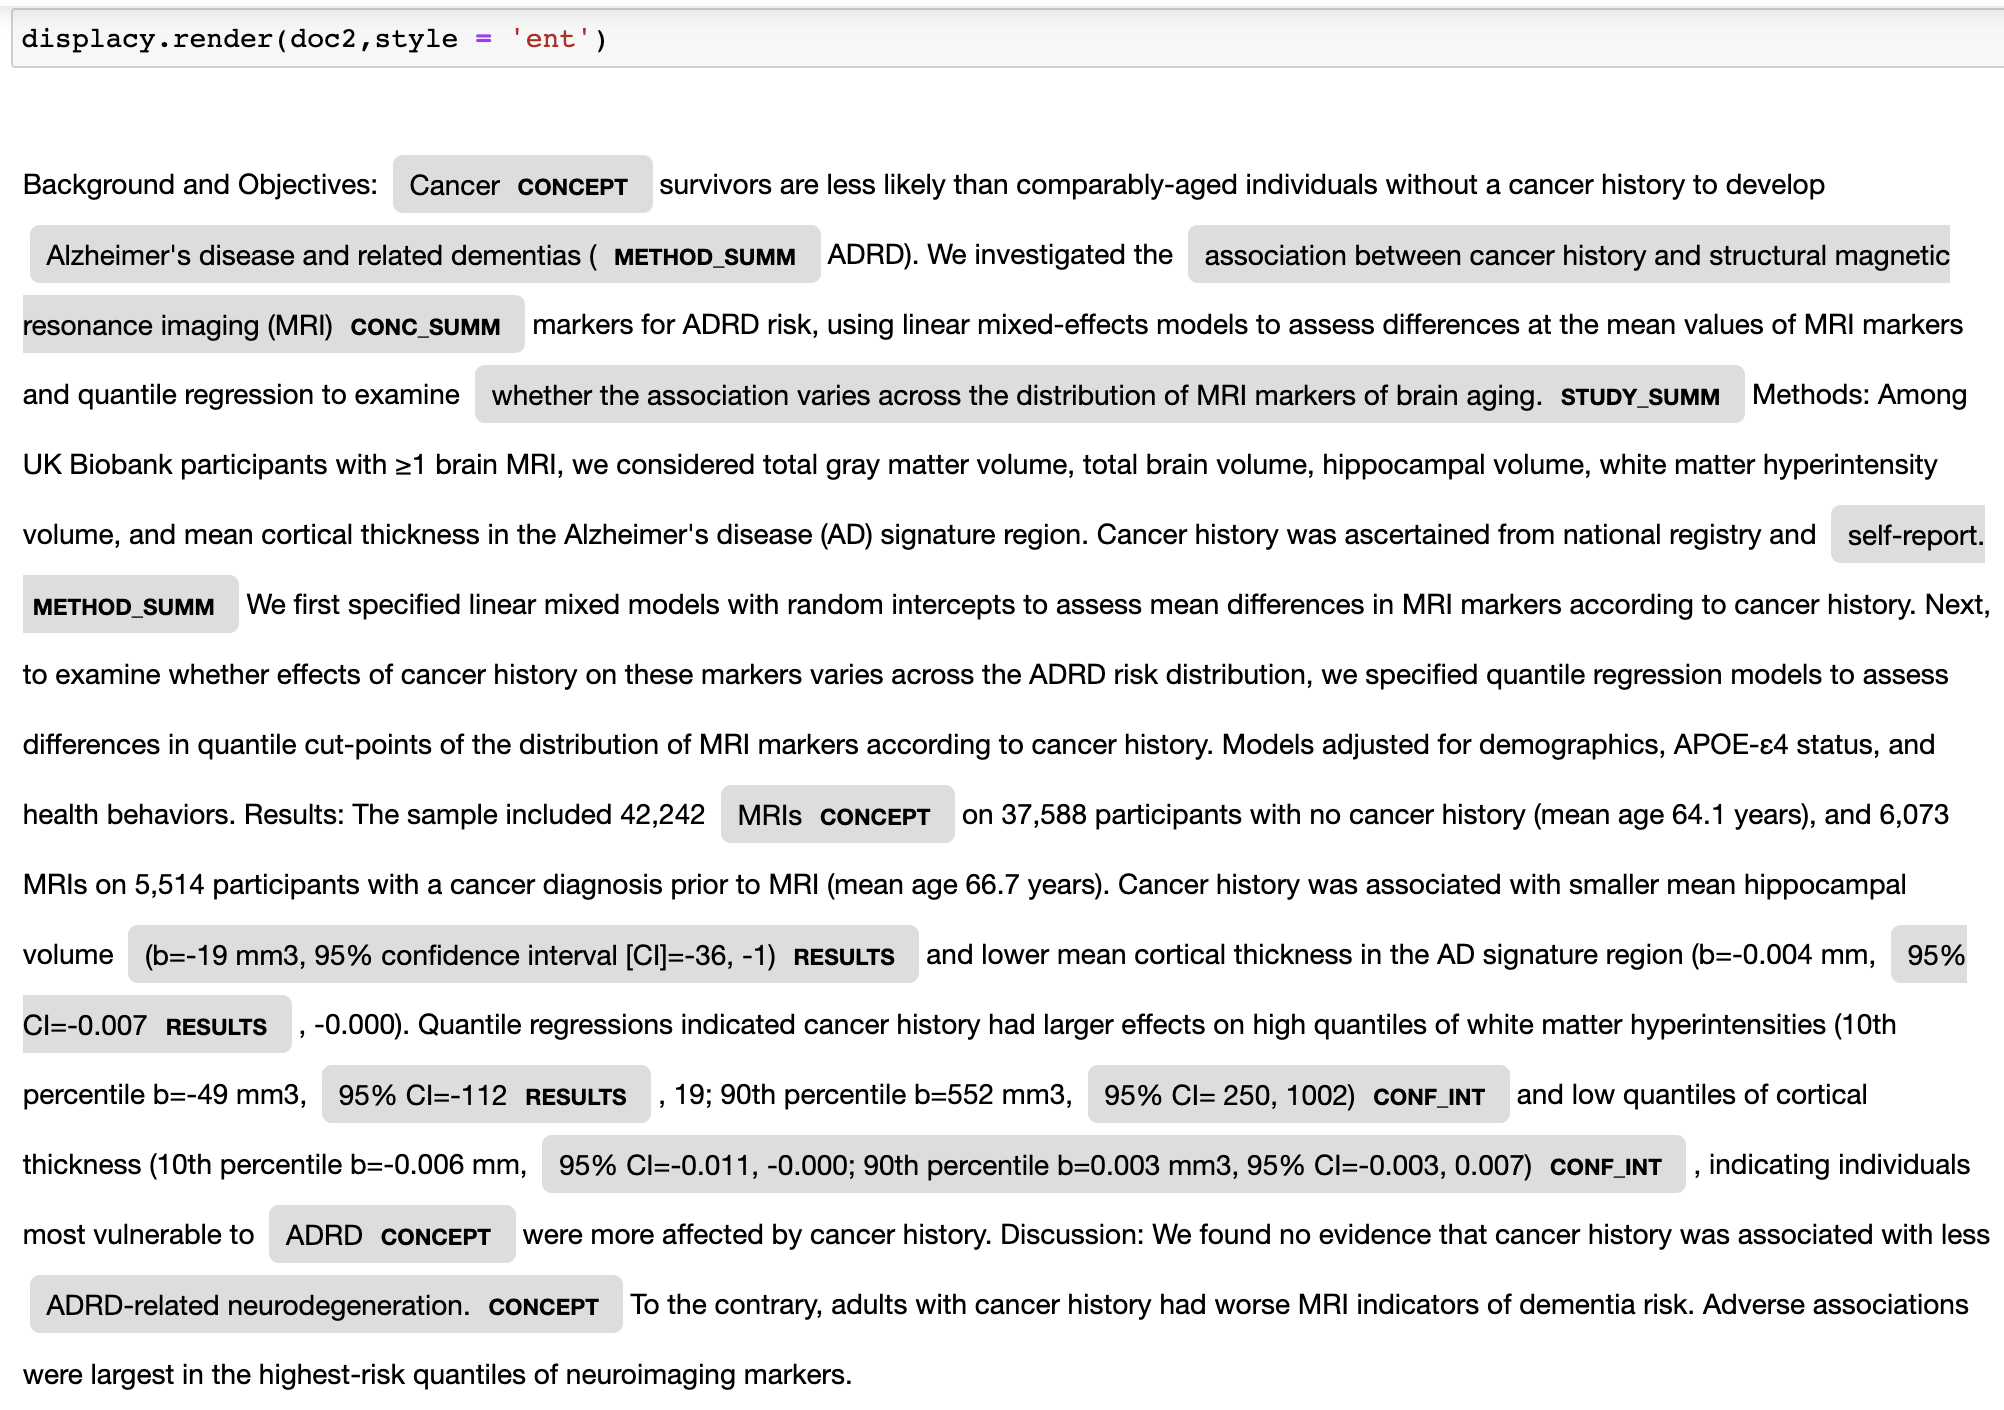 displacy.render(doc2,style = 'ent')
Background and Objectives: Cancer CONCEPT survivors are less likely than comparably-aged individuals without a cancer history to develop
Alzheimer's disease and related dementias ( METHOD_SUMM ADRD). We investigated the association between cancer history and structural magnetic
resonance imaging (MRI) CONC_SUMM markers for ADRD risk, using linear mixed-effects models to assess differences at the mean values of MRI markers
and quantile regression to examine whether the association varies across the distribution of MRI markers of brain aging. STUDY_SUMM Methods: Among
UK Biobank participants with ≥1 brain MRI, we considered total gray matter volume, total brain volume, hippocampal volume, white matter hyperintensity
volume, and mean cortical thickness in the Alzheimer's disease (AD) signature region. Cancer history was ascertained from national registry and self-report.
METHOD_SUMM We first specified linear mixed models with random intercepts to assess mean differences in MRI markers according to cancer history. Next,
to examine whether effects of cancer history on these markers varies across the ADRD risk distribution, we specified quantile regression models to assess
differences in quantile cut-points of the distribution of MRI markers according to cancer history. Models adjusted for demographics, APOE-ε4 status, and
health behaviors. Results: The sample included 42,242 MRIs CONCEPT on 37,588 participants with no cancer history (mean age 64.1 years), and 6,073
MRIs on 5,514 participants with a cancer diagnosis prior to MRI (mean age 66.7 years). Cancer history was associated with smaller mean hippocampal
volume (b=-19 mm3, 95% confidence interval [CI]=-36, -1) RESULTS and lower mean cortical thickness in the AD signature region (b=-0.004 mm, 95%
CI=-0.007 RESULTS , -0.000). Quantile regressions indicated cancer history had larger effects on high quantiles of white matter hyperintensities (10th
percentile b=-49 mm3, 95% CI=-112 RESULTS , 19; 90th percentile b=552 mm3, 95% CI= 250, 1002) CONF_INT and low quantiles of cortical
thickness (10th percentile b=-0.006 mm, 95% CI=-0.011, -0.000; 90th percentile b=0.003 mm3, 95% CI=-0.003, 0.007) CONF_INT , indicating individuals
most vulnerable to ADRD CONCEPT were more affected by cancer history. Discussion: We found no evidence that cancer history was associated with less
ADRD-related neurodegeneration. CONCEPT To the contrary, adults with cancer history had worse MRI indicators of dementia risk. Adverse associations
were largest in the highest-risk quantiles of neuroimaging markers.